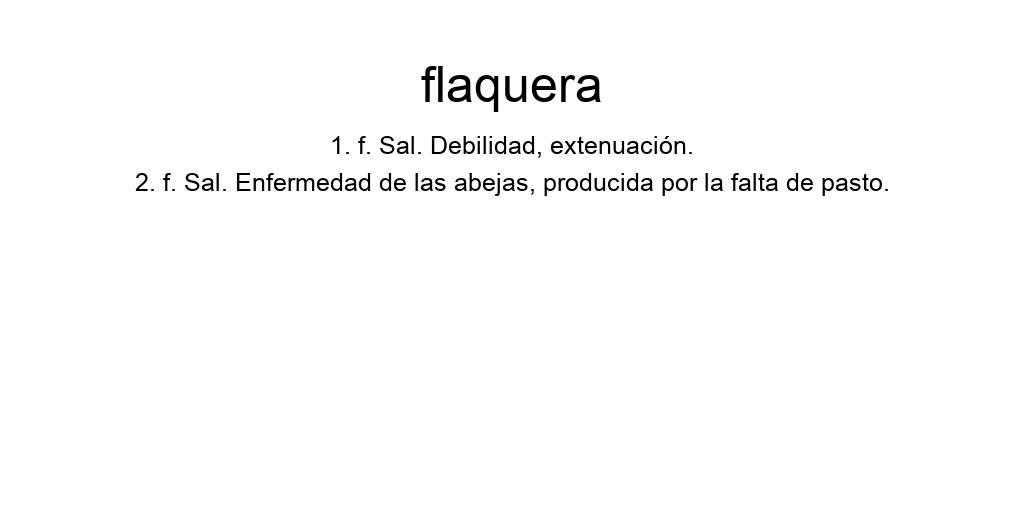 flaquera
1. f. Sal. Debilidad, extenuación.
2. f. Sal. Enfermedad de las abejas, producida por la falta de pasto.